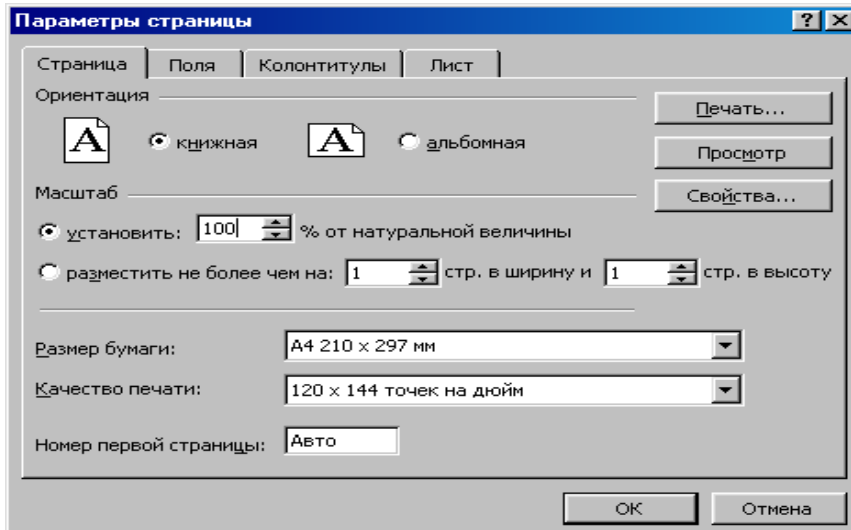 Параметры страницы
Страница Поля Колонтитулы Лист
Ориентация
A книжная A альбомная
Печать...
Просмотр
Свойства...
Масштаб
установить: 100 % от натуральной величины
разместить не более чем на: 1 стр. в ширину и 1 стр. в высоту
Размер бумаги: A4 210 x 297 мм
Качество печати: 120 x 144 точек на дюйм
Номер первой страницы: Авто
OK Отмена